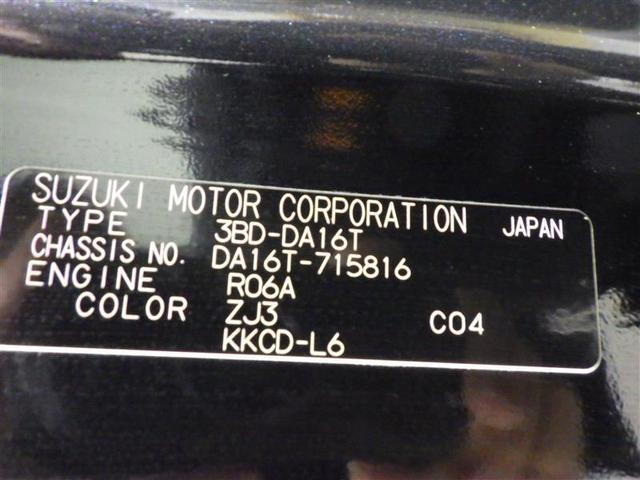 SUZUKI MOTOR CORPORATION JAPAN
TYPE 3BD-DA16T
CHASSIS NO. DA16T-715816
ENGINE R06A
COLOR ZJ3 C04
KKCD-L6